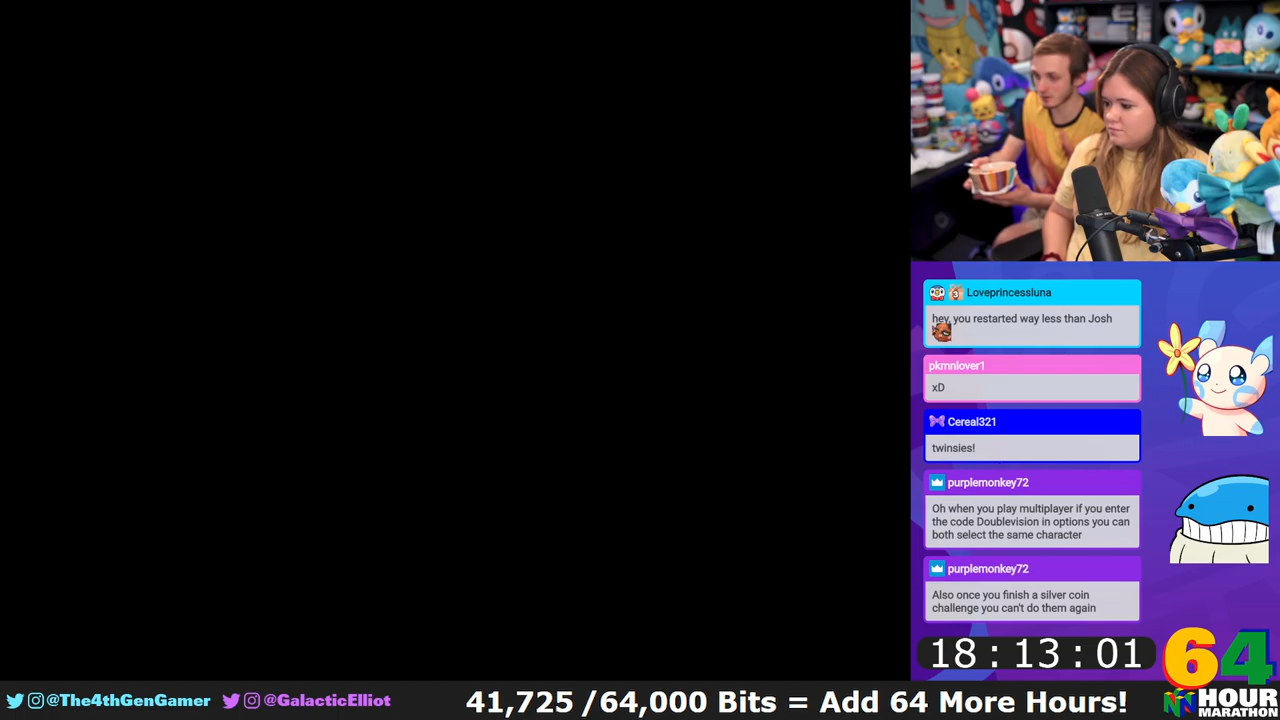 Loveprincessluna
hey, you restarted way less than Josh
pkmnlover1
xD
Cereal321
twinsies!
purplemonkey72
Oh when you play multiplayer if you enter
the code Doublevision in options you can
both select the same character
purplemonkey72
Also once you finish a silver coin
challenge you can't do them again
18:13:01
64
HOUR
MARATHON
@The4thGenGamer
@GalacticElliot
41,725/64,000 Bits = Add 64 More Hours!